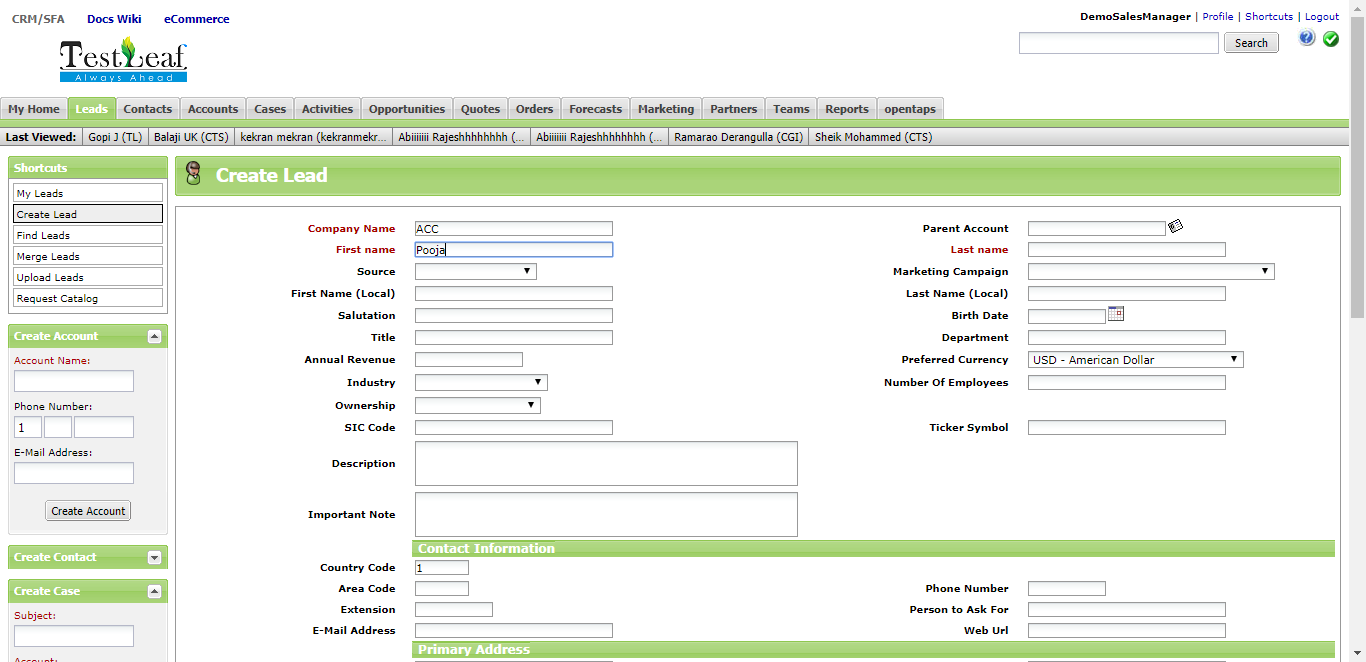 CRM/SFA Docs Wiki eCommerce
DemoSalesManager | Profile | Shortcuts | Logout
TestLeaf
Always Ahead
Search
?
My Home Leads Contacts Accounts Cases Activities Opportunities Quotes Orders Forecasts Marketing Partners Teams Reports opentaps
Last Viewed: Gopi J (TL) Balaji UK (CTS) kekran mekran (kekranmekr... Abiiiiiii Rajeshhhhhhhh (... Abiiiiiii Rajeshhhhhhhh (... Ramarao Derangulla (CGI) Sheik Mohammed (CTS)
Shortcuts
My Leads
Create Lead
Find Leads
Merge Leads
Upload Leads
Request Catalog
Create Account
Account Name:
Phone Number:
1
E-Mail Address:
Create Account
Create Contact
Create Case
Subject:
Account:
Create Lead
Company Name ACC Parent Account
First name Pooja Last name
Source Marketing Campaign
First Name (Local) Last Name (Local)
Salutation Birth Date
Title Department
Annual Revenue Preferred Currency USD - American Dollar
Industry Number Of Employees
Ownership
SIC Code Ticker Symbol
Description
Important Note
Contact Information
Country Code 1
Area Code Phone Number
Extension Person to Ask For
E-Mail Address Web Url
Primary Address